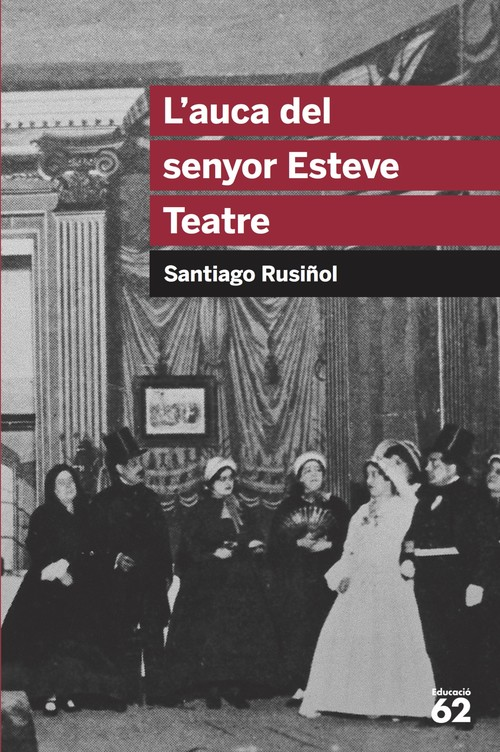 L'auca del
senyor Esteve
Teatre
Santiago Rusiñol
Educació
62